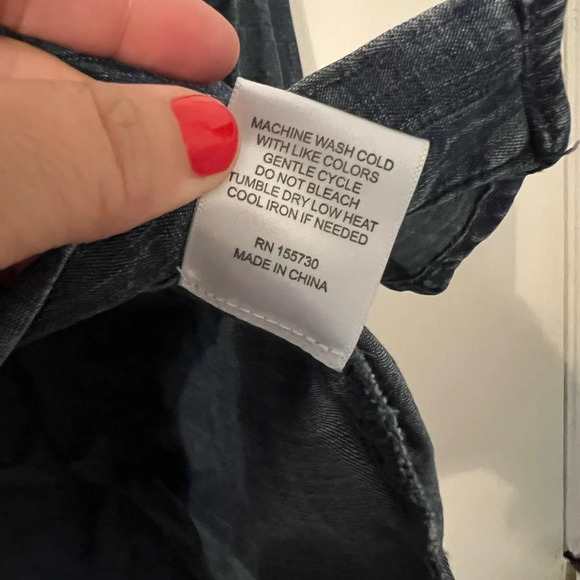 MACHINE WASH COLD
WITH LIKE COLORS
GENTLE CYCLE
DO NOT BLEACH
TUMBLE DRY LOW HEAT
COOL IRON IF NEEDED
RN 155730
MADE IN CHINA